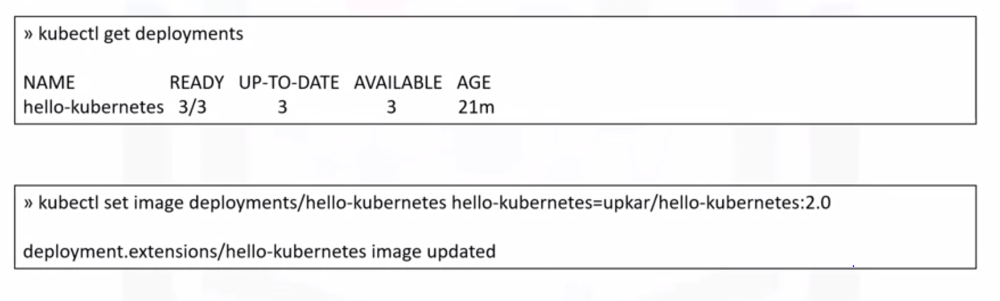 » kubectl get deployments
NAME READY UP-TO-DATE AVAILABLE AGE
hello-kubernetes 3/3 3 3 21m
» kubectl set image deployments/hello-kubernetes hello-kubernetes=upkar/hello-kubernetes:2.0
deployment.extensions/hello-kubernetes image updated